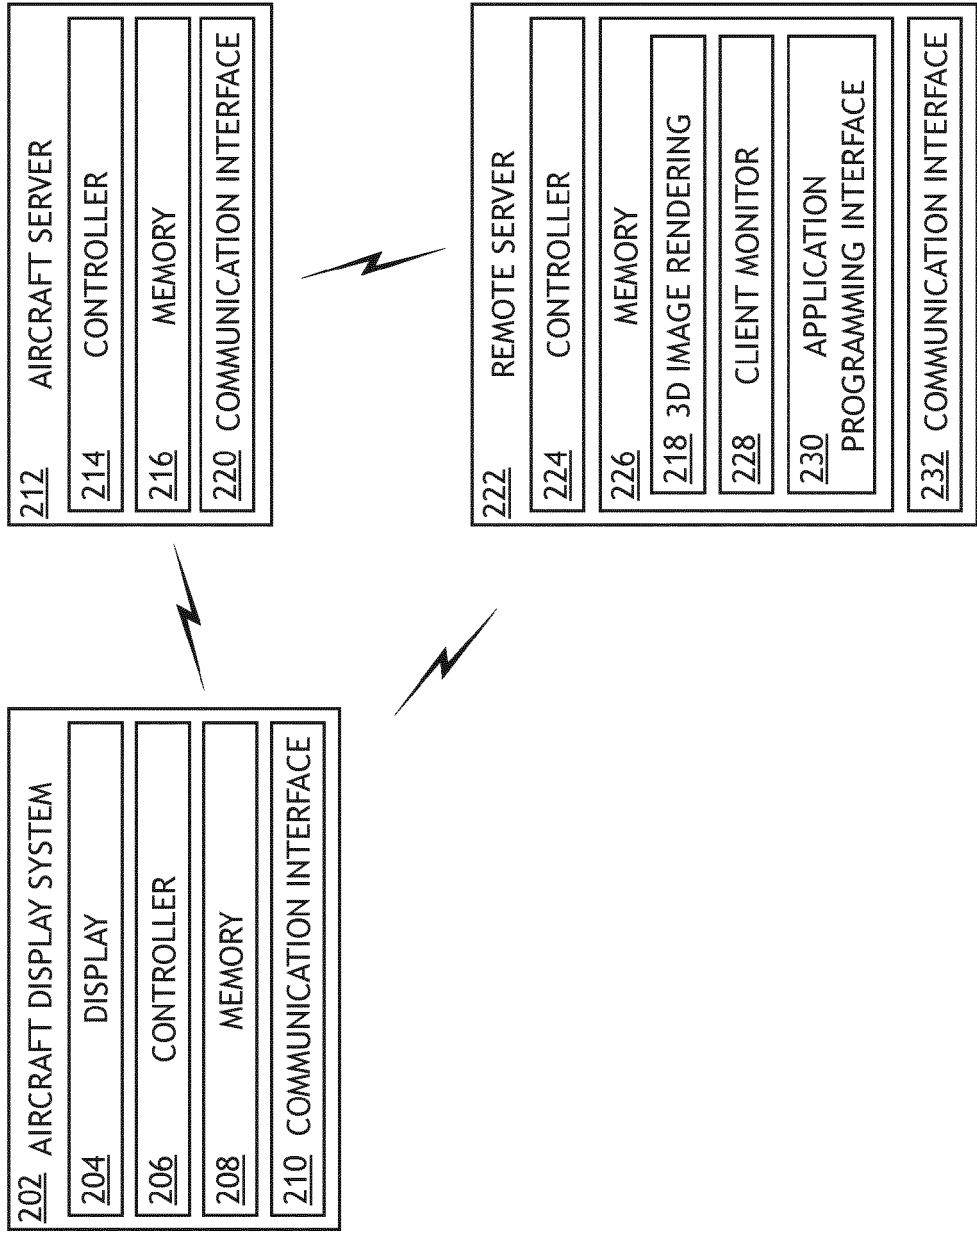 202 AIRCRAFT DISPLAY SYSTEM
204 DISPLAY
206 CONTROLLER
208 MEMORY
210 COMMUNICATION INTERFACE
212 AIRCRAFT SERVER
214 CONTROLLER
216 MEMORY
220 COMMUNICATION INTERFACE
222 REMOTE SERVER
224 CONTROLLER
226 MEMORY
218 3D IMAGE RENDERING
228 CLIENT MONITOR
230 APPLICATION
PROGRAMMING INTERFACE
232 COMMUNICATION INTERFACE